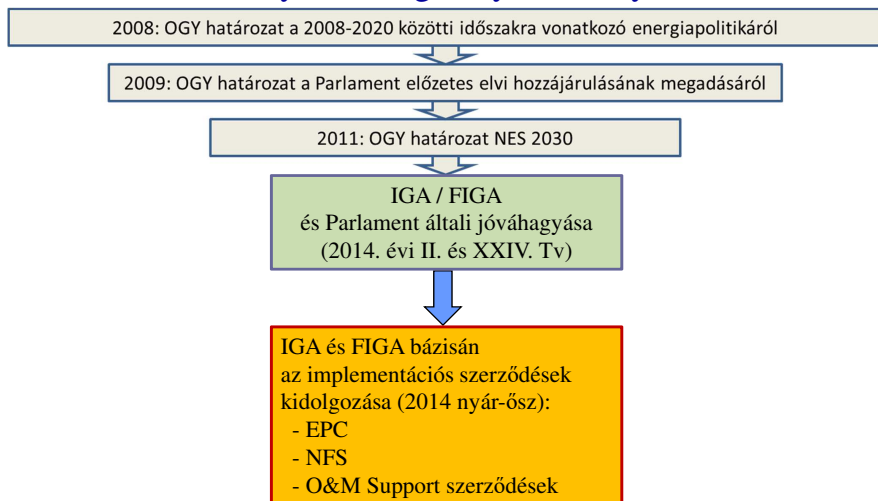 2008: OGY határozat a 2008-2020 közötti időszakra vonatkozó energiapolitikáról
2009: OGY határozat a Parlament előzetes elvi hozzájárulásának megadásáról
2011: OGY határozat NES 2030
IGA / FIGA
és Parlament általi jóváhagyása
(2014. évi II. és XXIV. Tv)
IGA és FIGA bázisán
az implementációs szerződések
kidolgozása (2014 nyár-ősz):
- EPC
- NFS
- O&M Support szerződések